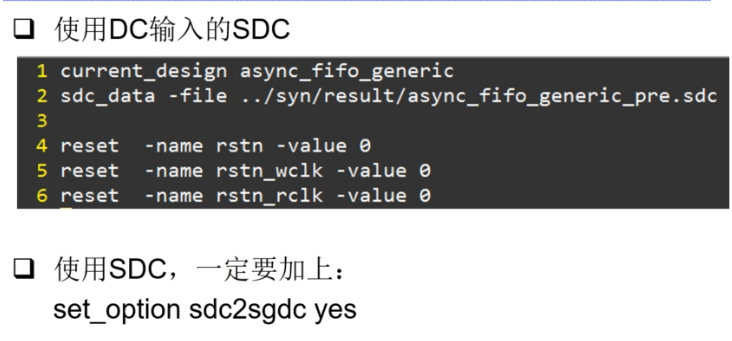 ❑ 使用DC输入的SDC
1 current_design async_fifo_generic
2 sdc_data -file ../syn/result/async_fifo_generic_pre.sdc
3
4 reset  -name rstn -value 0
5 reset  -name rstn_wclk -value 0
6 reset  -name rstn_rclk -value 0
❑ 使用SDC，一定要加上：
set_option sdc2sgdc yes